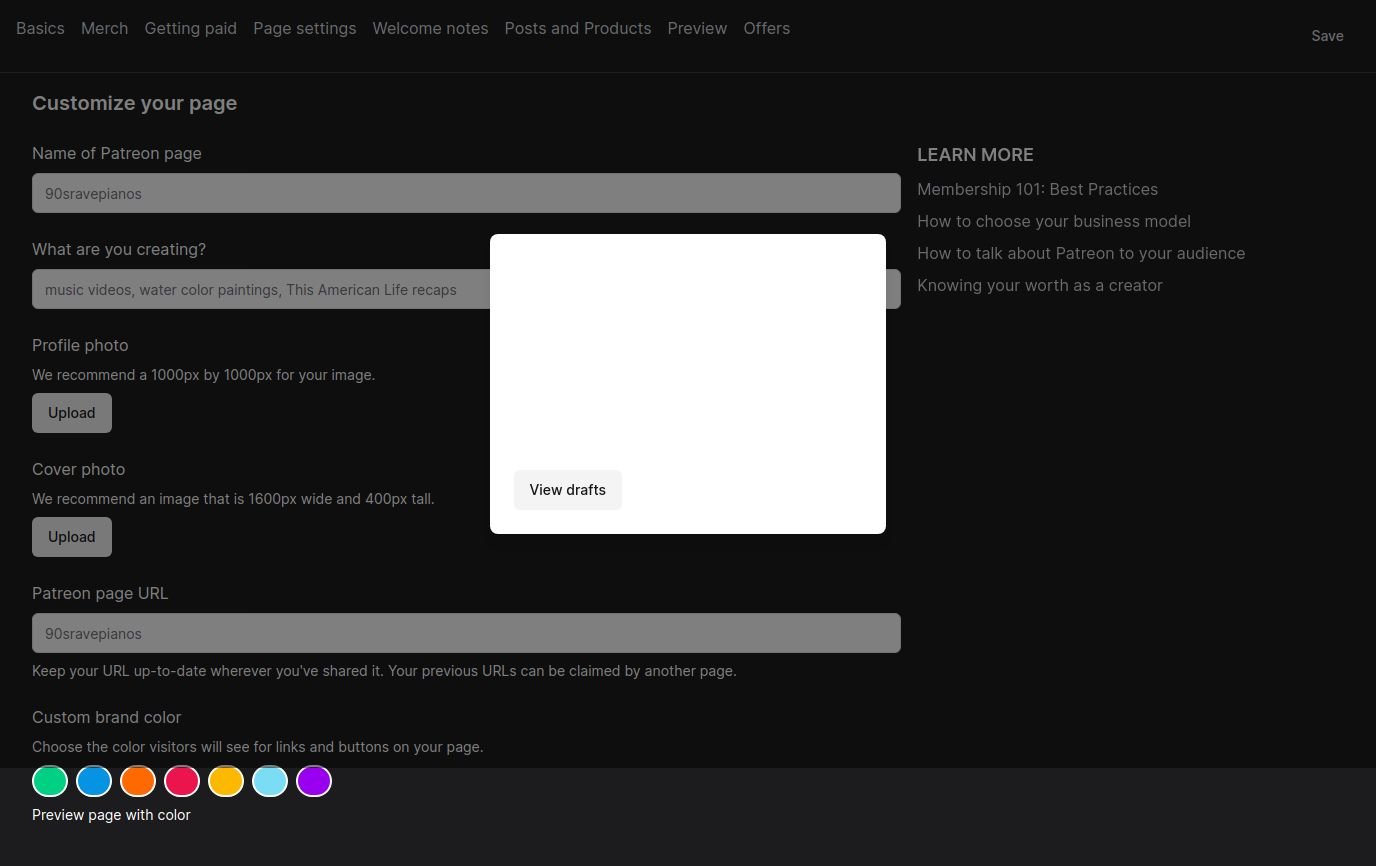 Basics Merch Getting paid Page settings Welcome notes Posts and Products Preview Offers
Save
Customize your page
Name of Patreon page
90sravepianos
What are you creating?
music videos, water color paintings, This American Life recaps
Profile photo
We recommend a 1000px by 1000px for your image.
Upload
Cover photo
We recommend an image that is 1600px wide and 400px tall.
Upload
Patreon page URL
90sravepianos
Keep your URL up-to-date wherever you've shared it. Your previous URLs can be claimed by another page.
Custom brand color
Choose the color visitors will see for links and buttons on your page.
Preview page with color
LEARN MORE
Membership 101: Best Practices
How to choose your business model
How to talk about Patreon to your audience
Knowing your worth as a creator
View drafts